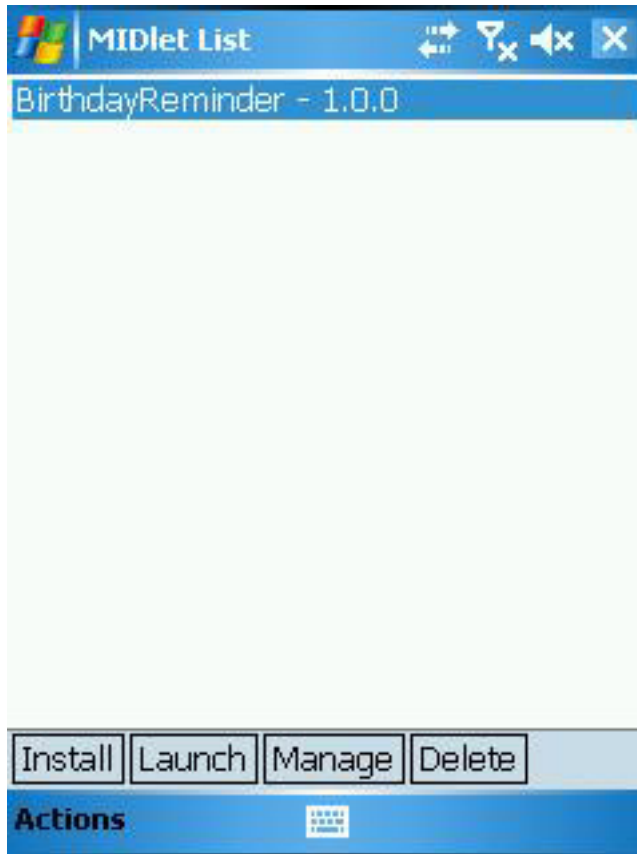 MIDlet List
BirthdayReminder - 1.0.0
Install Launch Manage Delete
Actions